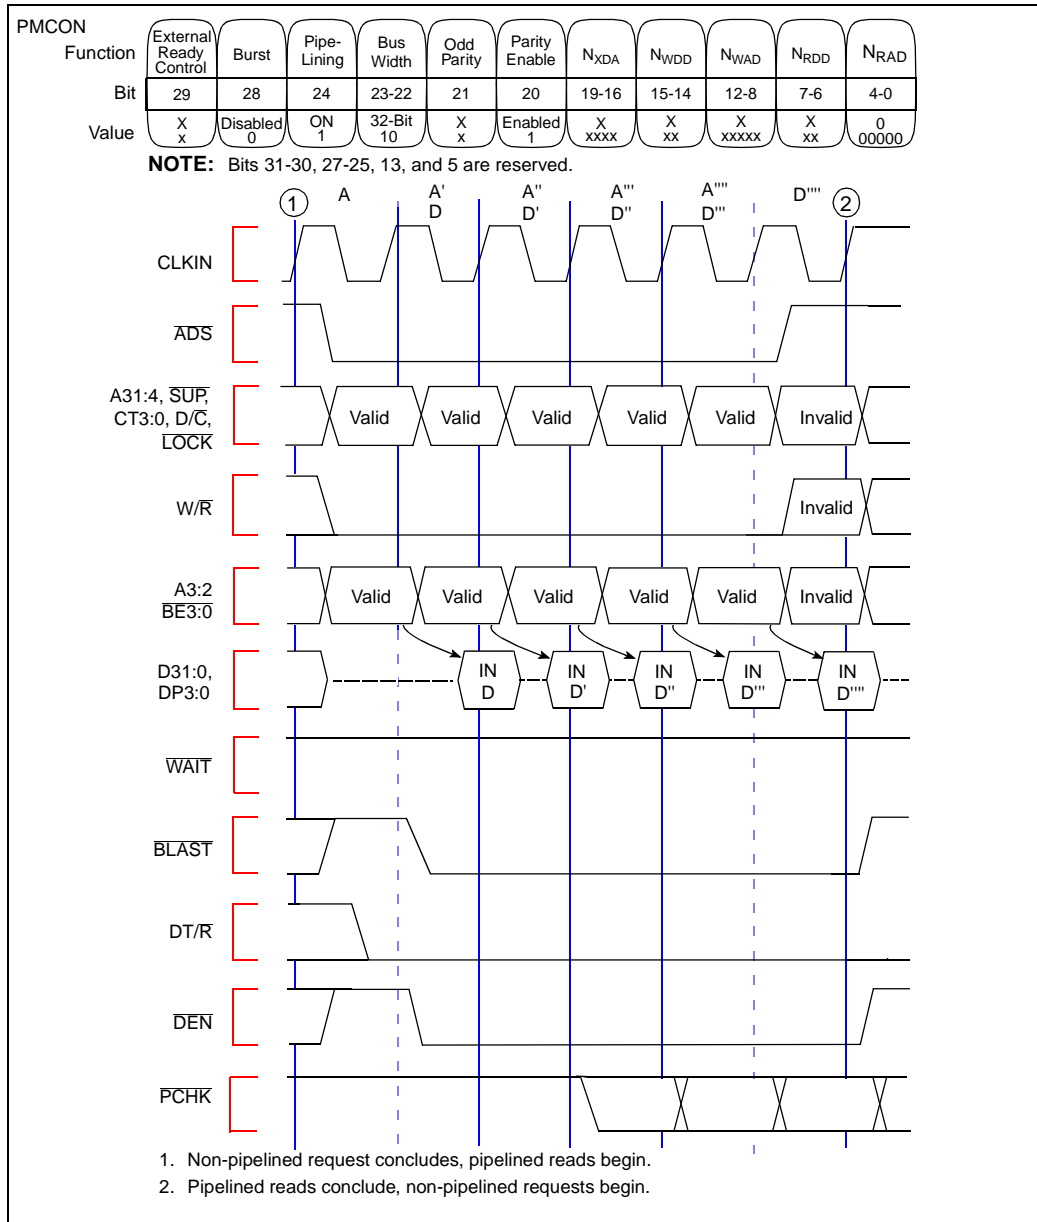 PMCON
Function
External Ready Control
Burst
Pipe-Lining
Bus Width
Odd Parity
Parity Enable
NXDA
NWDD
NWAD
NRDD
NRAD
Bit 29 28 24 23-22 21 20 19-16 15-14 12-8 7-6 4-0
Value
X x
Disabled 0
ON 1
32-Bit 10
X x
Enabled 1
X xxxx
X xx
X xxxxx
X xx
0 00000
NOTE: Bits 31-30, 27-25, 13, and 5 are reserved.
1 A A' A'' A''' A'''' D'''' 2
D D' D'' D'''
CLKIN
ADS
A31:4, SUP,
CT3:0, D/C,
LOCK
Valid Valid Valid Valid Valid Invalid
W/R
Invalid
A3:2
BE3:0
Valid Valid Valid Valid Valid Invalid
D31:0,
DP3:0
IN IN IN IN IN
D D' D'' D''' D''''
WAIT
BLAST
DT/R
DEN
PCHK
1. Non-pipelined request concludes, pipelined reads begin.
2. Pipelined reads conclude, non-pipelined requests begin.